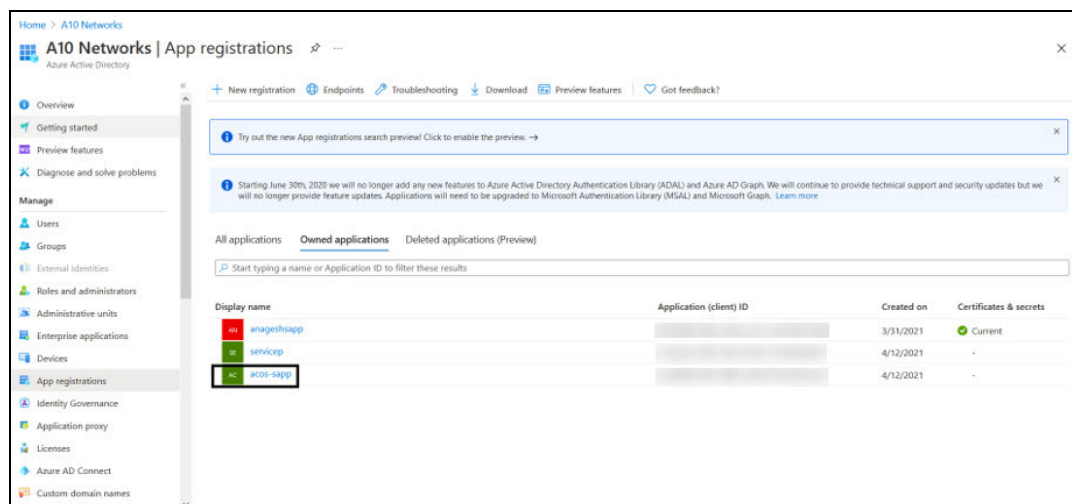 Home > A10 Networks
A10 Networks | App registrations
Azure Active Directory
+ New registration Endpoints Troubleshooting Download Preview features Got feedback?
Overview
Getting started
Preview features
Diagnose and solve problems
Manage
Users
Groups
External Identities
Roles and administrators
Administrative units
Enterprise applications
Devices
App registrations
Identity Governance
Application proxy
Licenses
Azure AD Connect
Custom domain names
Try out the new App registrations search preview! Click to enable the preview. →
Starting June 30th, 2020 we will no longer add any new features to Azure Active Directory Authentication Library (ADAL) and Azure AD Graph. We will continue to provide technical support and security updates but we
will no longer provide feature updates. Applications will need to be upgraded to Microsoft Authentication Library (MSAL) and Microsoft Graph. Learn more
All applications Owned applications Deleted applications (Preview)
Start typing a name or Application ID to filter these results
Display name Application (client) ID Created on Certificates & secrets
AN anageshsapp 3/31/2021 Current
SE servicep 4/12/2021 -
AC acos-sapp 4/12/2021 -